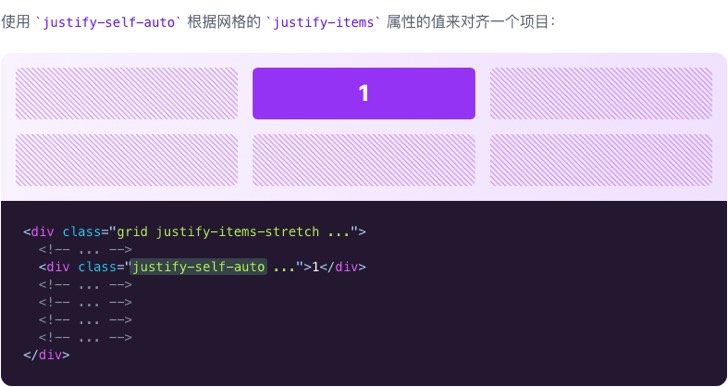 使用 `justify-self-auto` 根据网格的 `justify-items` 属性的值来对齐一个项目：
1
<div class="grid justify-items-stretch ...">
  <!-- ... -->
  <div class="justify-self-auto ...">1</div>
  <!-- ... -->
  <!-- ... -->
  <!-- ... -->
  <!-- ... -->
</div>